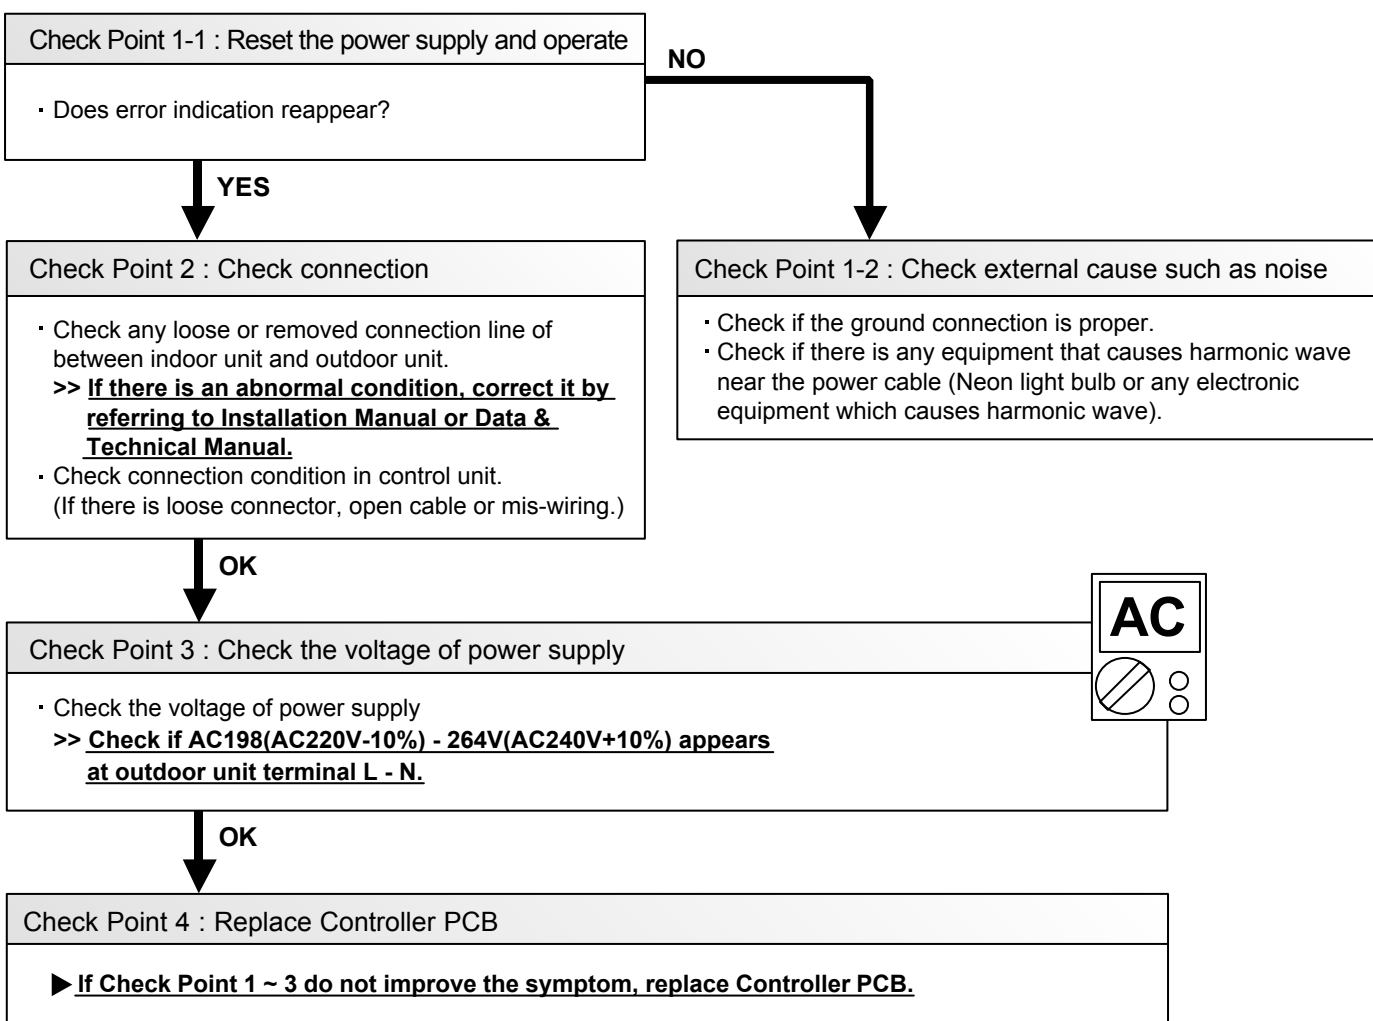 Check Point 1-1 : Reset the power supply and operate
· Does error indication reappear?
NO
YES
Check Point 2 : Check connection
· Check any loose or removed connection line of
between indoor unit and outdoor unit.
>> If there is an abnormal condition, correct it by
referring to Installation Manual or Data &
Technical Manual.
· Check connection condition in control unit.
(If there is loose connector, open cable or mis-wiring.)
Check Point 1-2 : Check external cause such as noise
· Check if the ground connection is proper.
· Check if there is any equipment that causes harmonic wave
near the power cable (Neon light bulb or any electronic
equipment which causes harmonic wave).
OK
AC
Check Point 3 : Check the voltage of power supply
· Check the voltage of power supply
>> Check if AC198(AC220V-10%) - 264V(AC240V+10%) appears
at outdoor unit terminal L - N.
OK
Check Point 4 : Replace Controller PCB
▶ If Check Point 1 ~ 3 do not improve the symptom, replace Controller PCB.